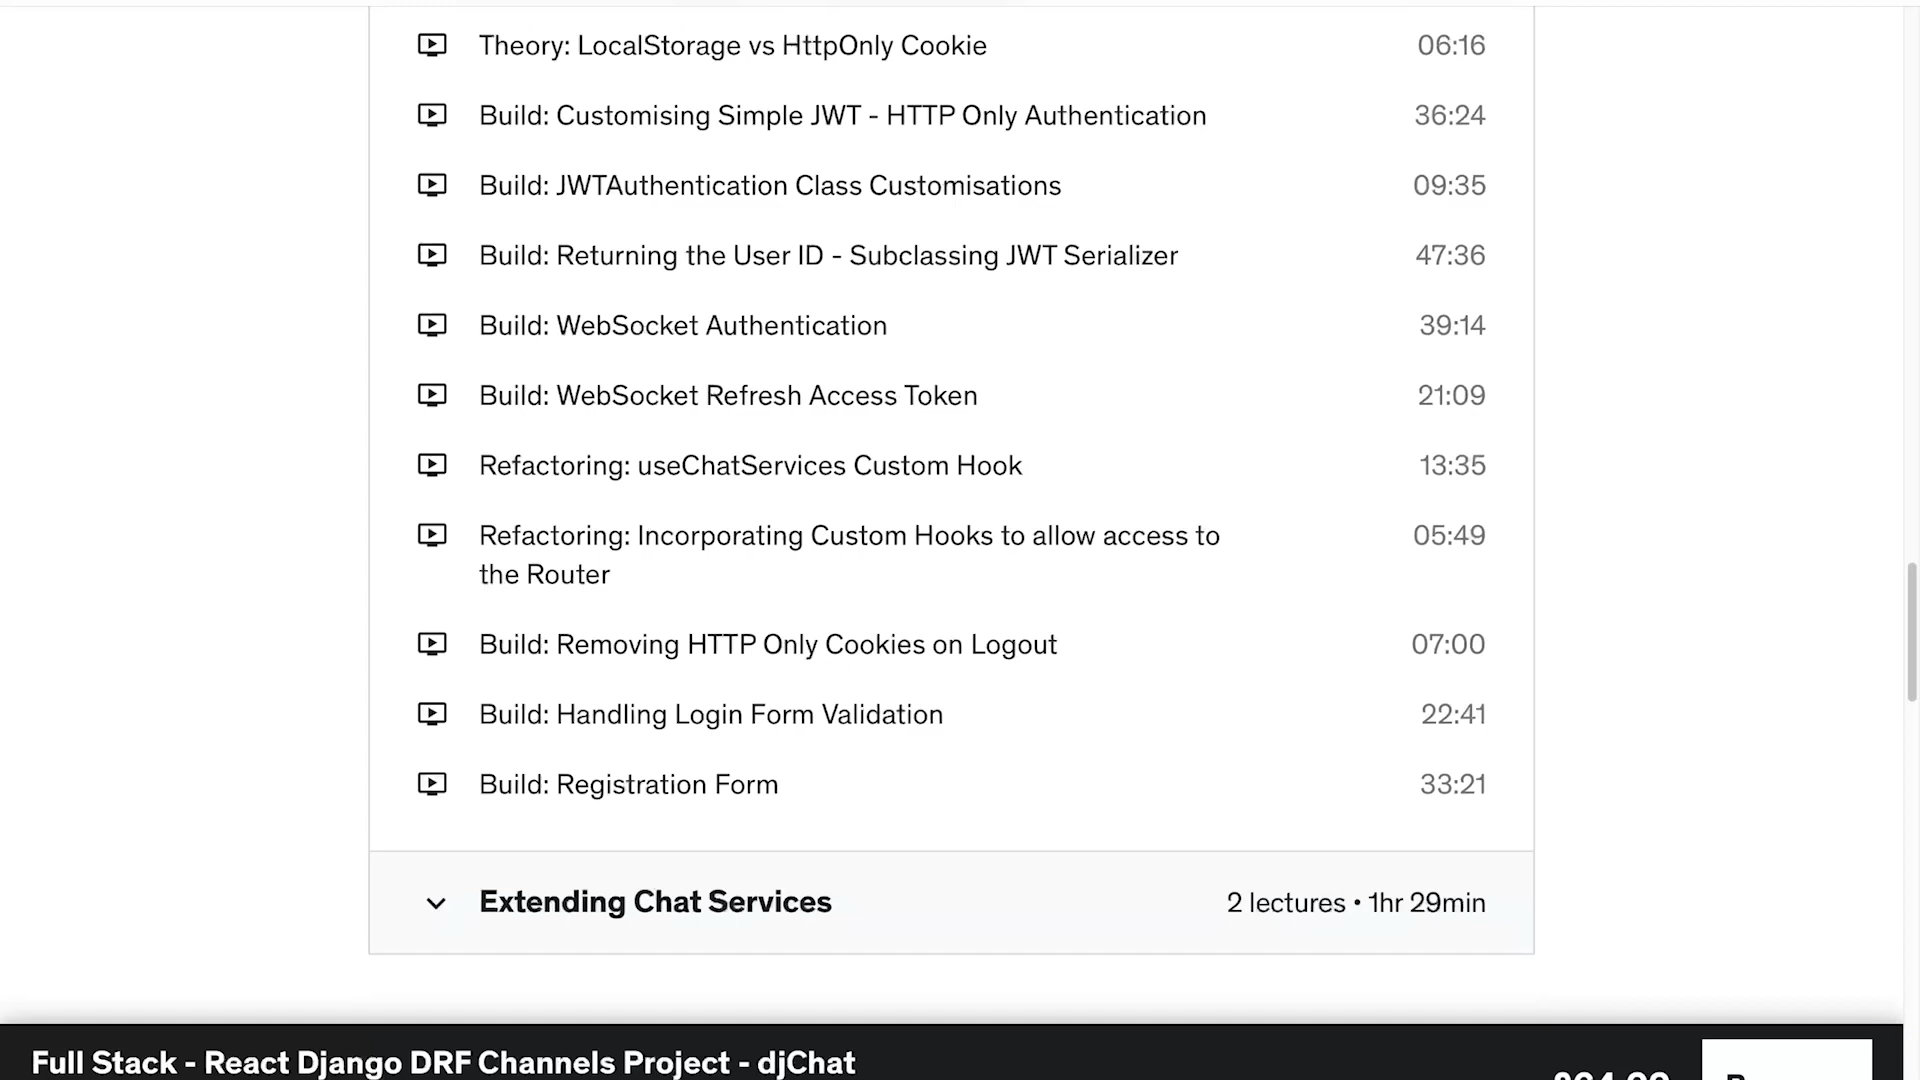 Theory: LocalStorage vs HttpOnly Cookie 06:16
Build: Customising Simple JWT - HTTP Only Authentication 36:24
Build: JWTAuthentication Class Customisations 09:35
Build: Returning the User ID - Subclassing JWT Serializer 47:36
Build: WebSocket Authentication 39:14
Build: WebSocket Refresh Access Token 21:09
Refactoring: useChatServices Custom Hook 13:35
Refactoring: Incorporating Custom Hooks to allow access to 05:49
the Router
Build: Removing HTTP Only Cookies on Logout 07:00
Build: Handling Login Form Validation 22:41
Build: Registration Form 33:21
Extending Chat Services 2 lectures • 1hr 29min
Full Stack - React Django DRF Channels Project - djChat